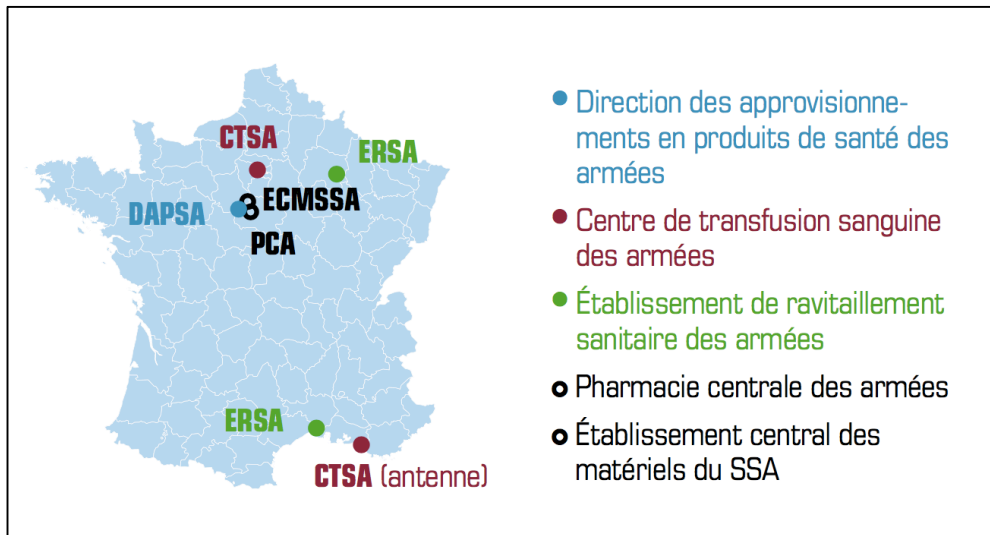 CTSA
ERSA
ECMSSA
DAPSA
PCA
ERSA
CTSA (antenne)
Direction des approvisionne-
ments en produits de santé des
armées
Centre de transfusion sanguine
des armées
Établissement de ravitaillement
sanitaire des armées
Pharmacie centrale des armées
Établissement central des
matériels du SSA